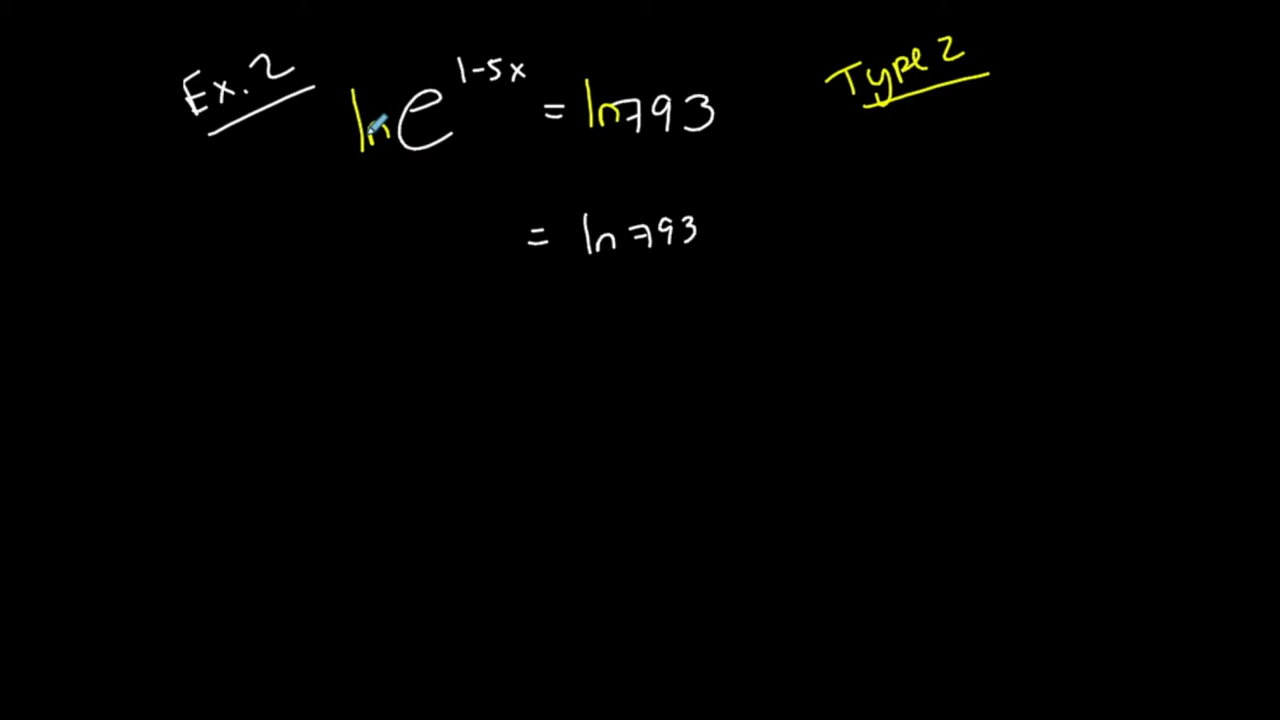 Ex. 2
ln e^{1-5x} = ln 793
Type 2
= ln 793